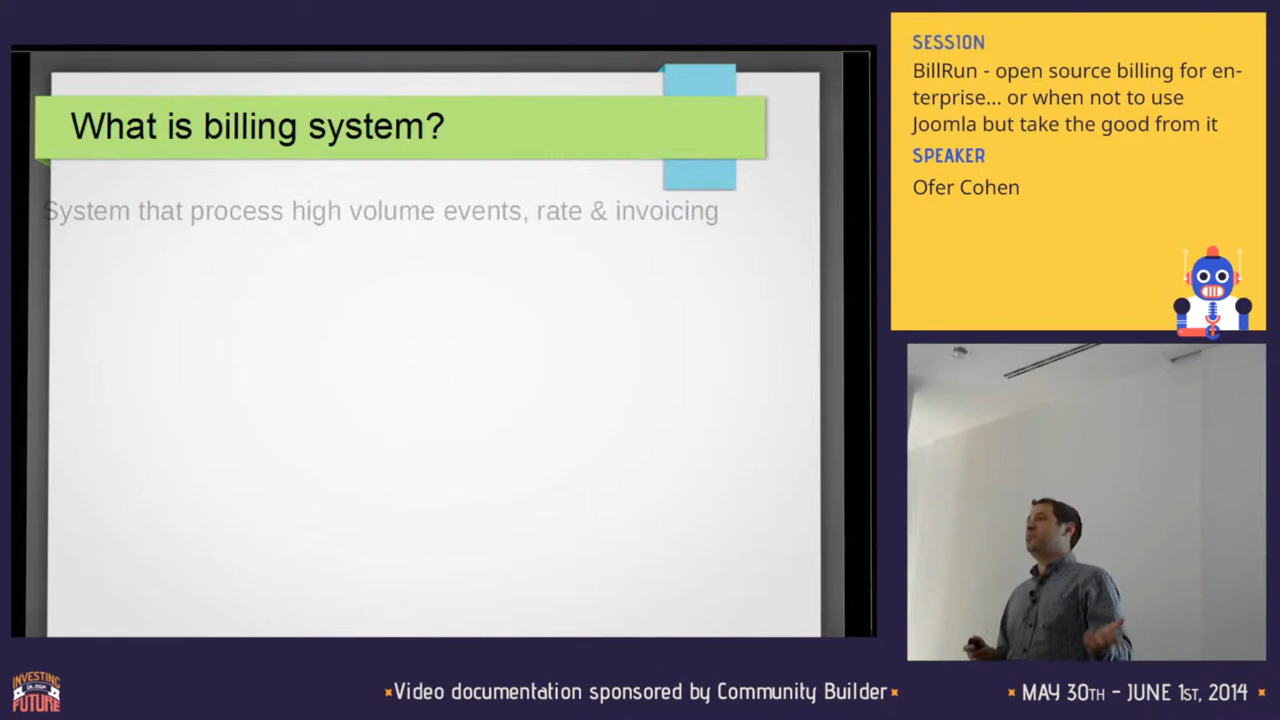 What is billing system?
System that process high volume events, rate & invoicing
SESSION
BillRun - open source billing for en-
terprise... or when not to use
Joomla but take the good from it
SPEAKER
Ofer Cohen
INVESTING
IN OUR
FUTURE
Video documentation sponsored by Community Builder
MAY 30TH - JUNE 1ST, 2014